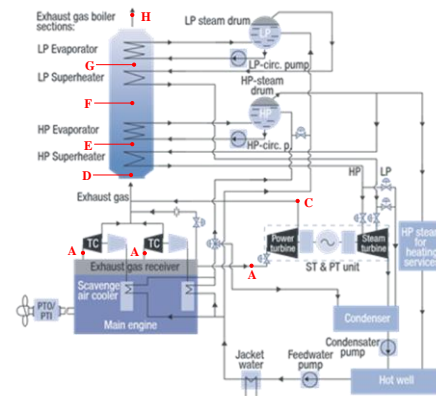 Exhaust gas boiler
sections:
H
LP steam drum
LP
LP Evaporator
G
LP-circ. pump
LP Superheater
HP-steam
drum
F
HP
HP Evaporator
E
HP-circ. p.
HP Superheater
D
HP
LP
Exhaust gas
C
A
TC
A
TC
A
Power
turbine
Steam
turbine
HP steam
for
heating
services
Exhaust gas receiver
ST & PT unit
Scavenge
air cooler
PTO/
PTI
Main engine
Condenser
Condensater
pump
Jacket
water
Feedwater
pump
Hot well